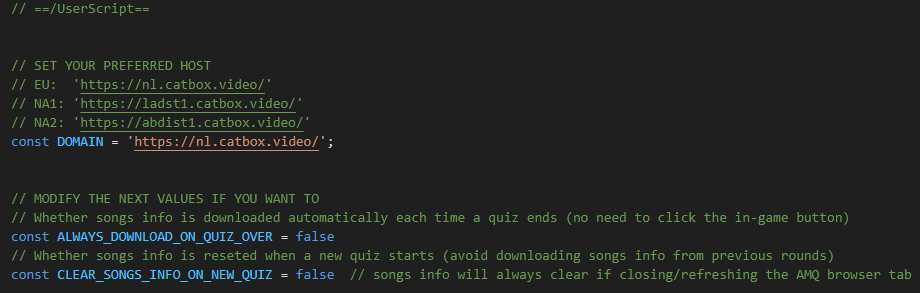 // ==/UserScript==
// SET YOUR PREFERRED HOST
// EU:  'https://nl.catbox.video/'
// NA1: 'https://ladst1.catbox.video/'
// NA2: 'https://abdist1.catbox.video/'
const DOMAIN = 'https://nl.catbox.video/';
// MODIFY THE NEXT VALUES IF YOU WANT TO
// Whether songs info is downloaded automatically each time a quiz ends (no need to click the in-game button)
const ALWAYS_DOWNLOAD_ON_QUIZ_OVER = false
// Whether songs info is reseted when a new quiz starts (avoid downloading songs info from previous rounds)
const CLEAR_SONGS_INFO_ON_NEW_QUIZ = false  // songs info will always clear if closing/refreshing the AMQ browser tab